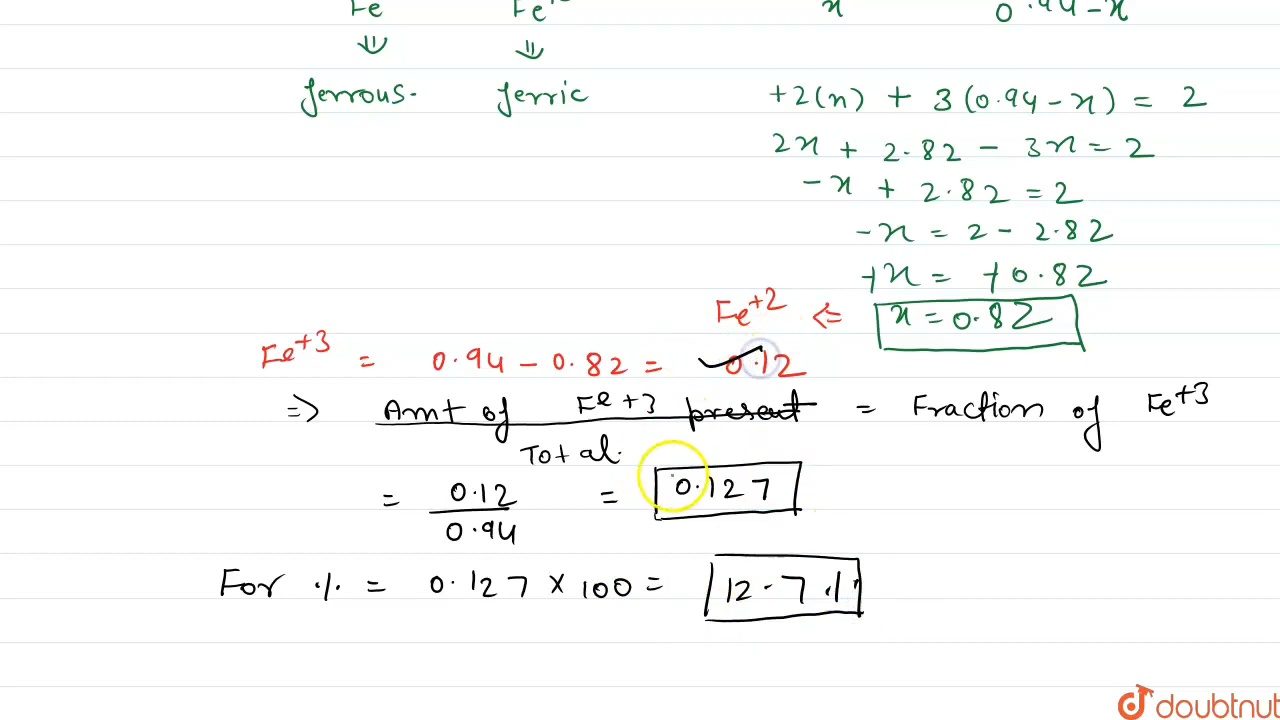 Fe Fe x 0.94-x
ferrous. ferric
+2(x) + 3(0.94-x) = 2
2x + 2.82 - 3x = 2
-x + 2.82 = 2
-x = 2 - 2.82
+x = +0.82
Fe+2 ⇐ x = 0.82
Fe+3 = 0.94 - 0.82 = 0.12
⇒ Amt of Fe+3 present = Fraction of Fe+3
Total.
= 0.12 = 0.127
0.94
For % = 0.127 × 100 = 12.7 %
doubtnut